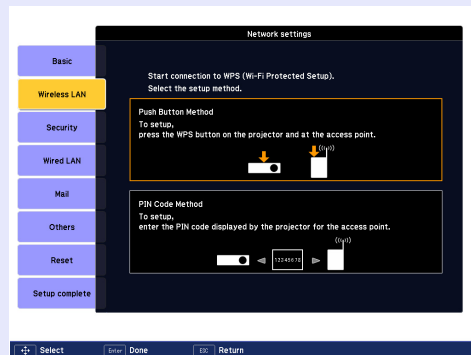 Network settings
Basic
Wireless LAN
Security
Wired LAN
Mail
Others
Reset
Setup complete
Start connection to WPS (Wi-Fi Protected Setup).
Select the setup method.
Push Button Method
To setup,
press the WPS button on the projector and at the access point.
PIN Code Method
To setup,
enter the PIN code displayed by the projector for the access point.
12345678
Select
Enter Done
ESC Return